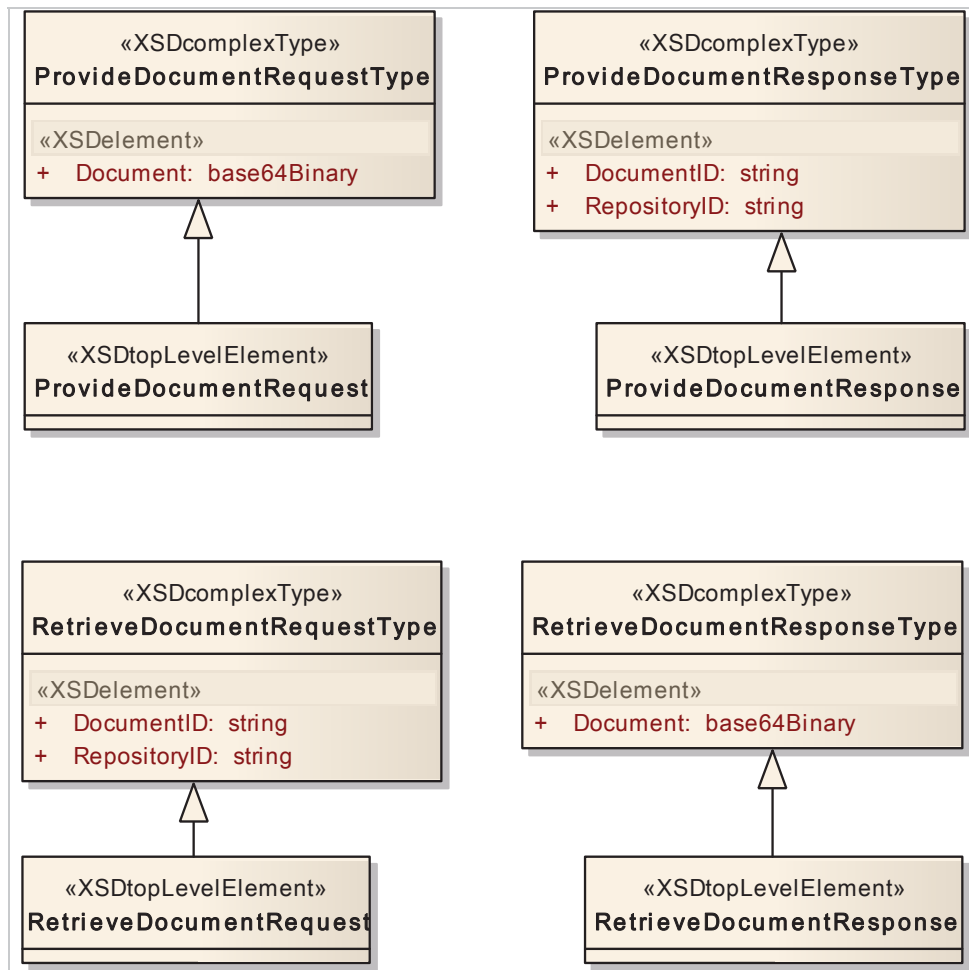 «XSDcomplexType»
ProvideDocumentRequestType
«XSDelement»
+ Document: base64Binary
«XSDtopLevelElement»
ProvideDocumentRequest
«XSDcomplexType»
ProvideDocumentResponseType
«XSDelement»
+ DocumentID: string
+ RepositoryID: string
«XSDtopLevelElement»
ProvideDocumentResponse
«XSDcomplexType»
RetrieveDocumentRequestType
«XSDelement»
+ DocumentID: string
+ RepositoryID: string
«XSDtopLevelElement»
RetrieveDocumentRequest
«XSDcomplexType»
RetrieveDocumentResponseType
«XSDelement»
+ Document: base64Binary
«XSDtopLevelElement»
RetrieveDocumentResponse